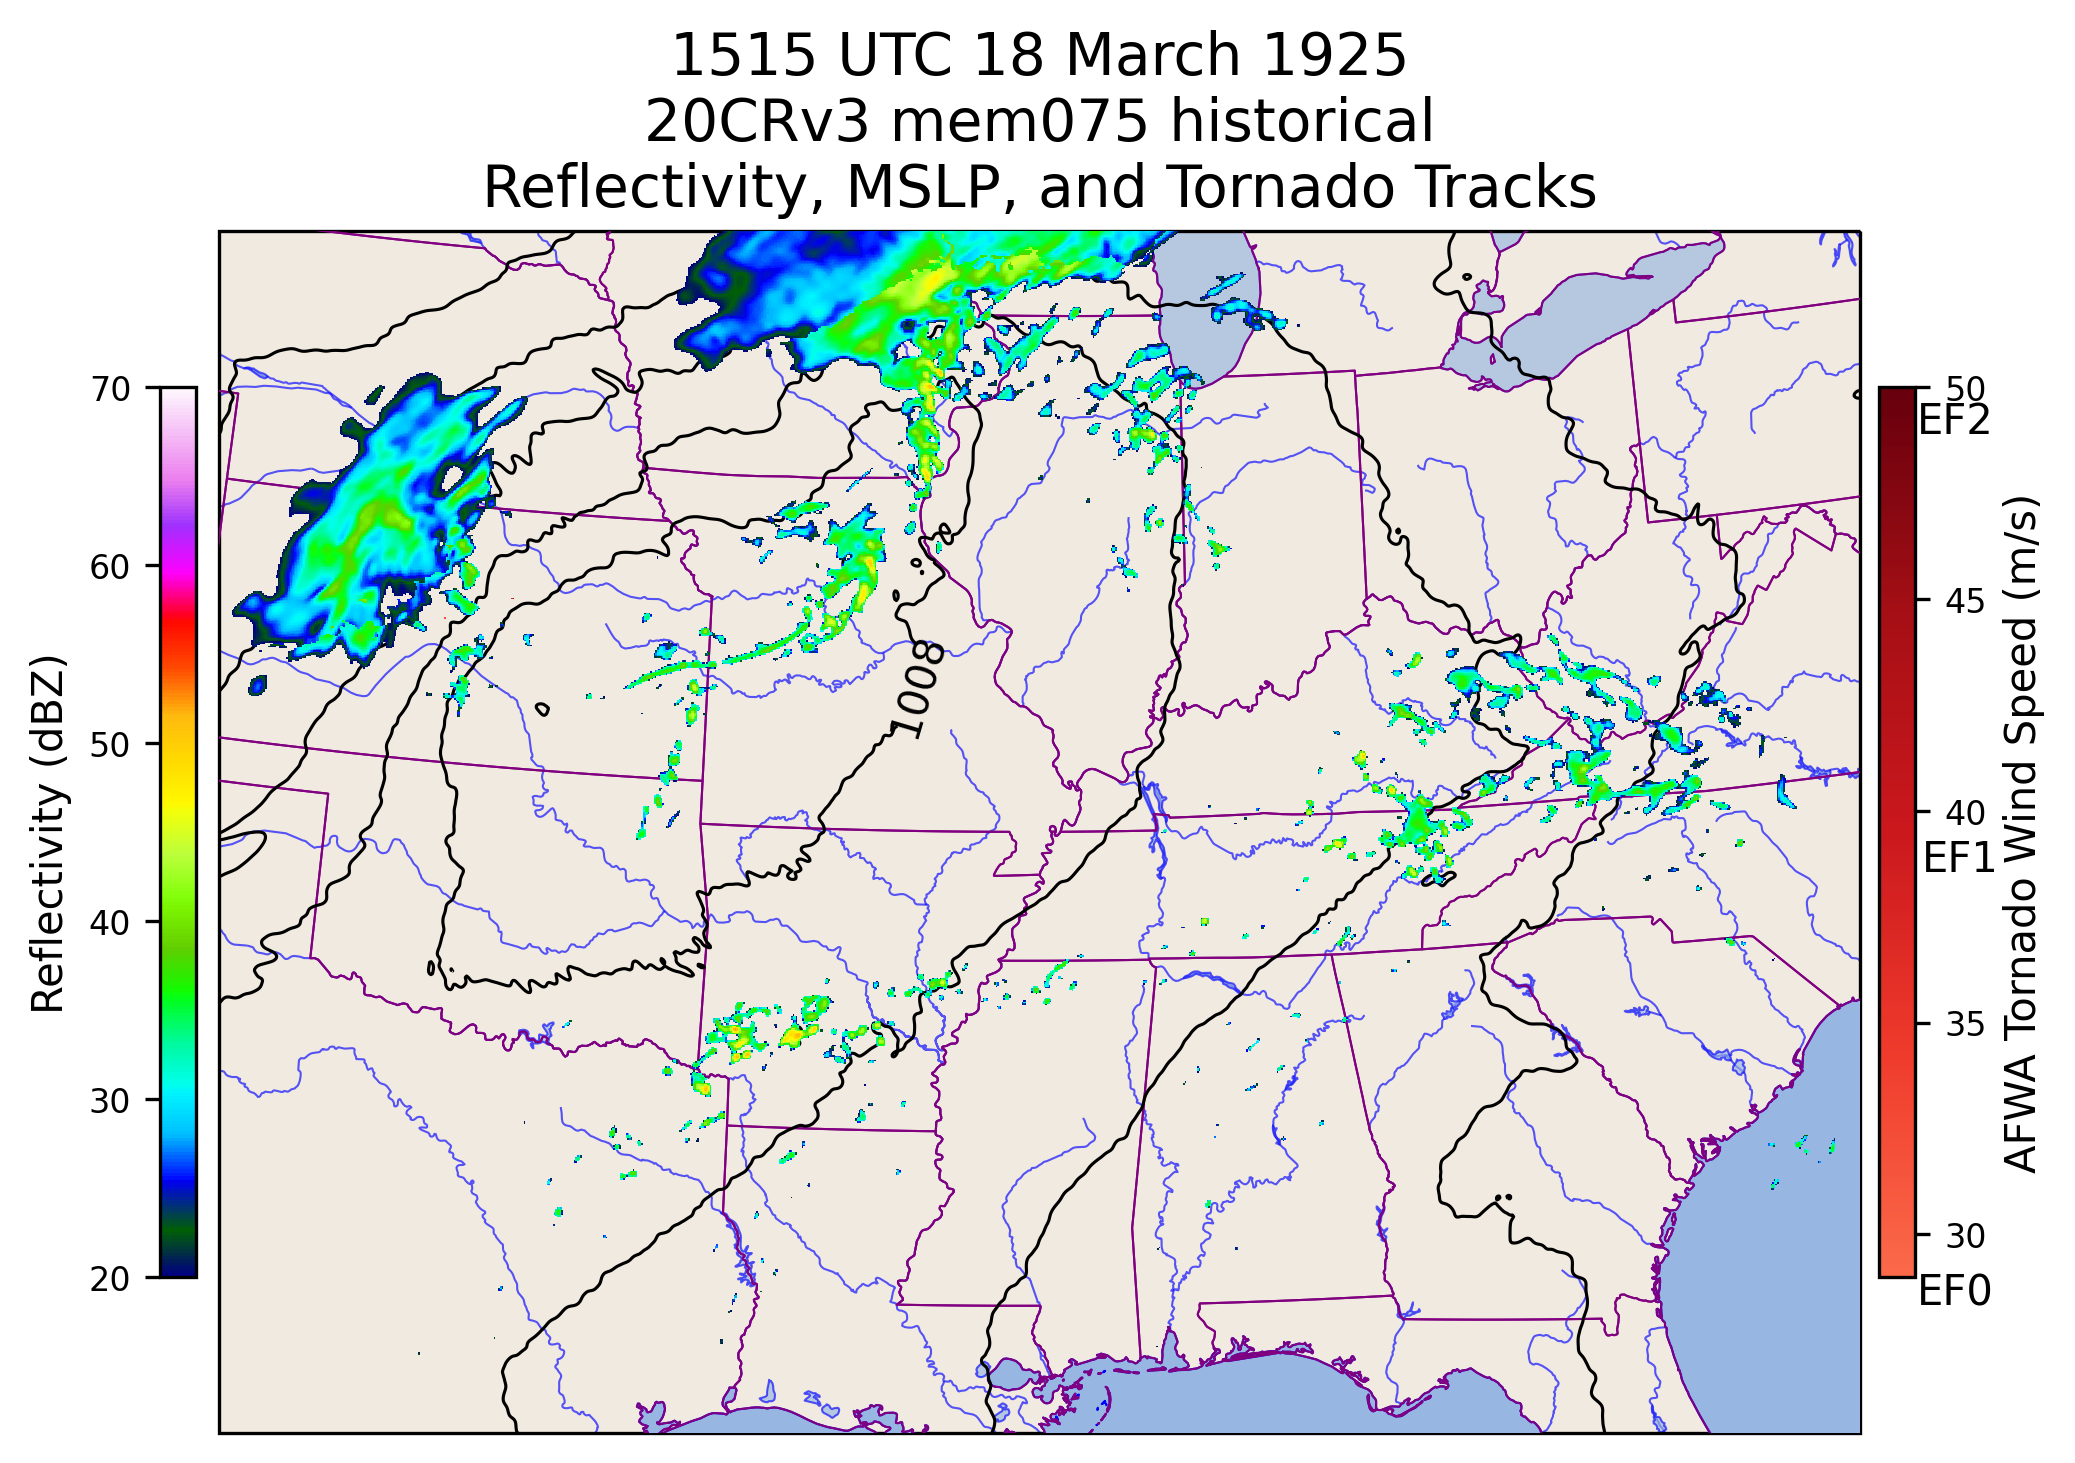 1515 UTC 18 March 1925
20CRv3 mem075 historical
Reflectivity, MSLP, and Tornado Tracks
Reflectivity (dBZ)
70
60
50
40
30
20
1008
50
EF2
45
40
EF1
35
30
EF0
AFWA Tornado Wind Speed (m/s)